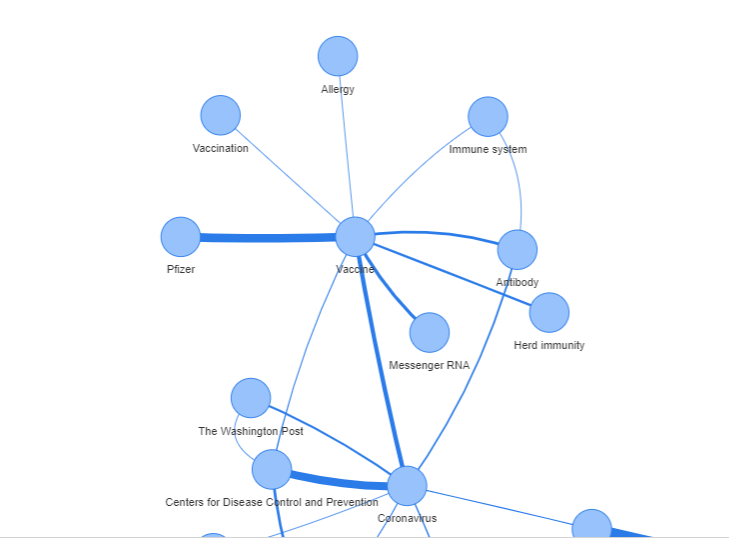 Allergy
Vaccination
Immune system
Pfizer
Vaccine
Antibody
Herd immunity
Messenger RNA
The Washington Post
Centers for Disease Control and Prevention
Coronavirus